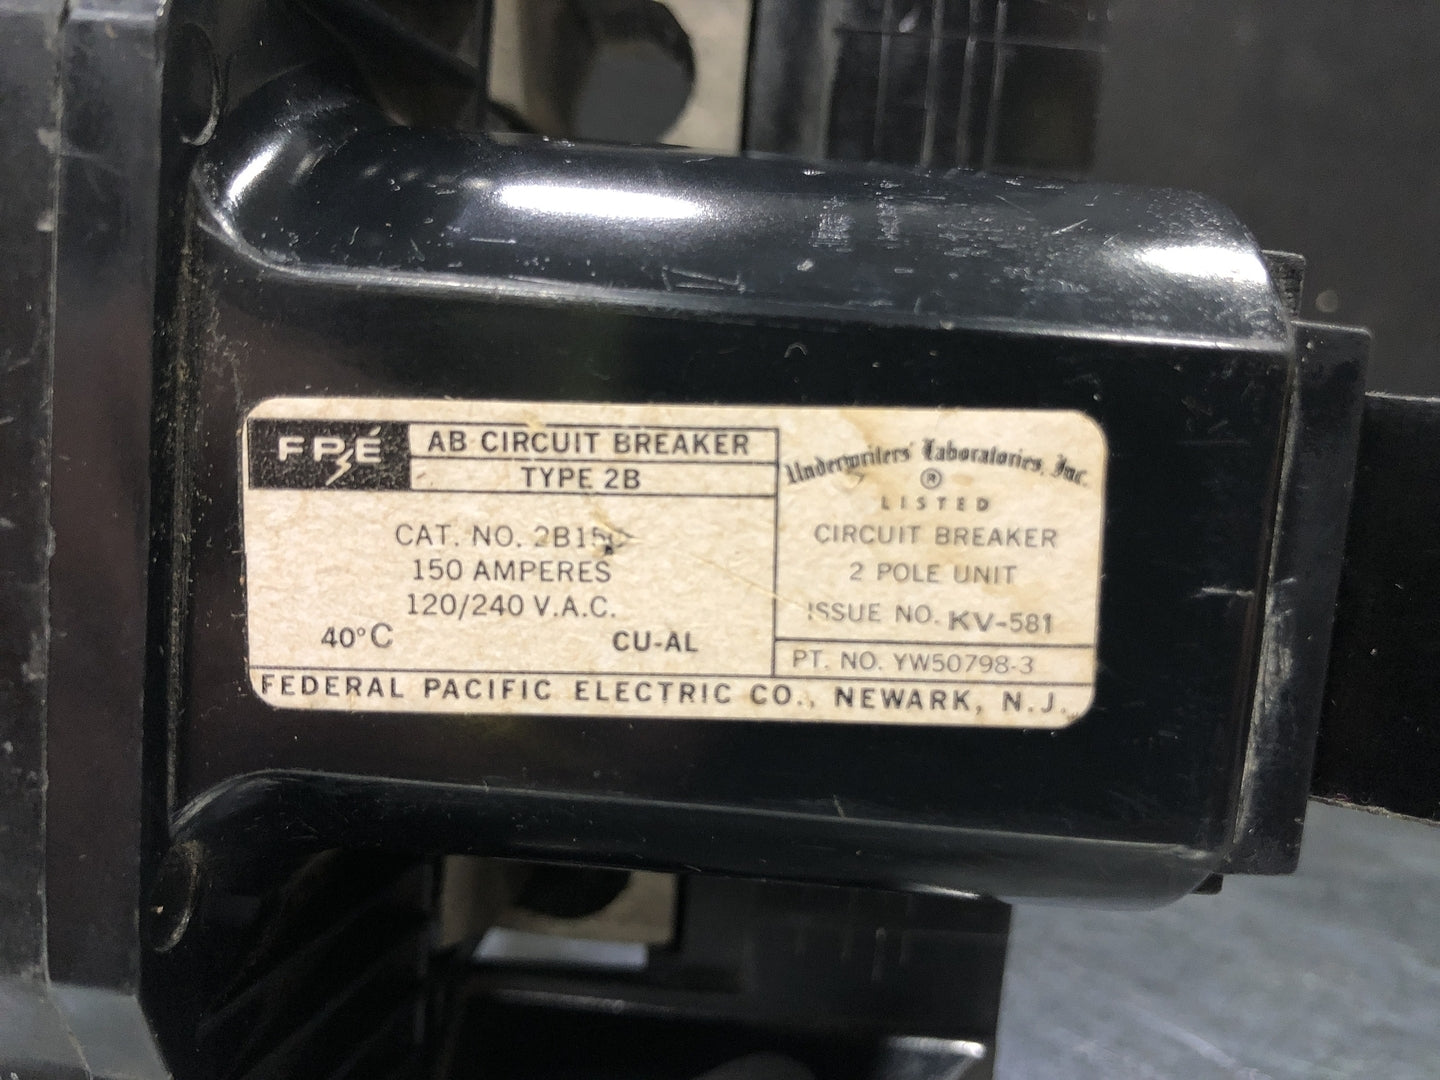 FPE
AB CIRCUIT BREAKER
TYPE 2B
CAT. NO. 2B150
150 AMPERES
120/240 V.A.C.
40°C CU-AL
Underwriters' Laboratories, Inc.
®
LISTED
CIRCUIT BREAKER
2 POLE UNIT
ISSUE NO. KV-581
PT. NO. YW50798-3
FEDERAL PACIFIC ELECTRIC CO., NEWARK, N.J.